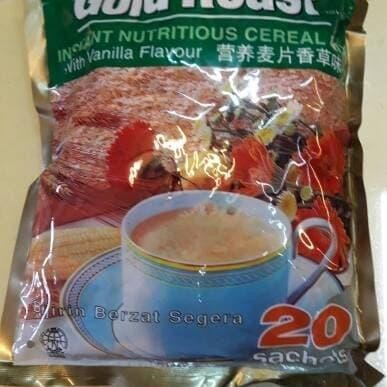 Gold Roast
INSTANT NUTRITIOUS CEREAL
With Vanilla Flavour 营养麦片香草味
Bijirin Berzat Segera
20
sachets